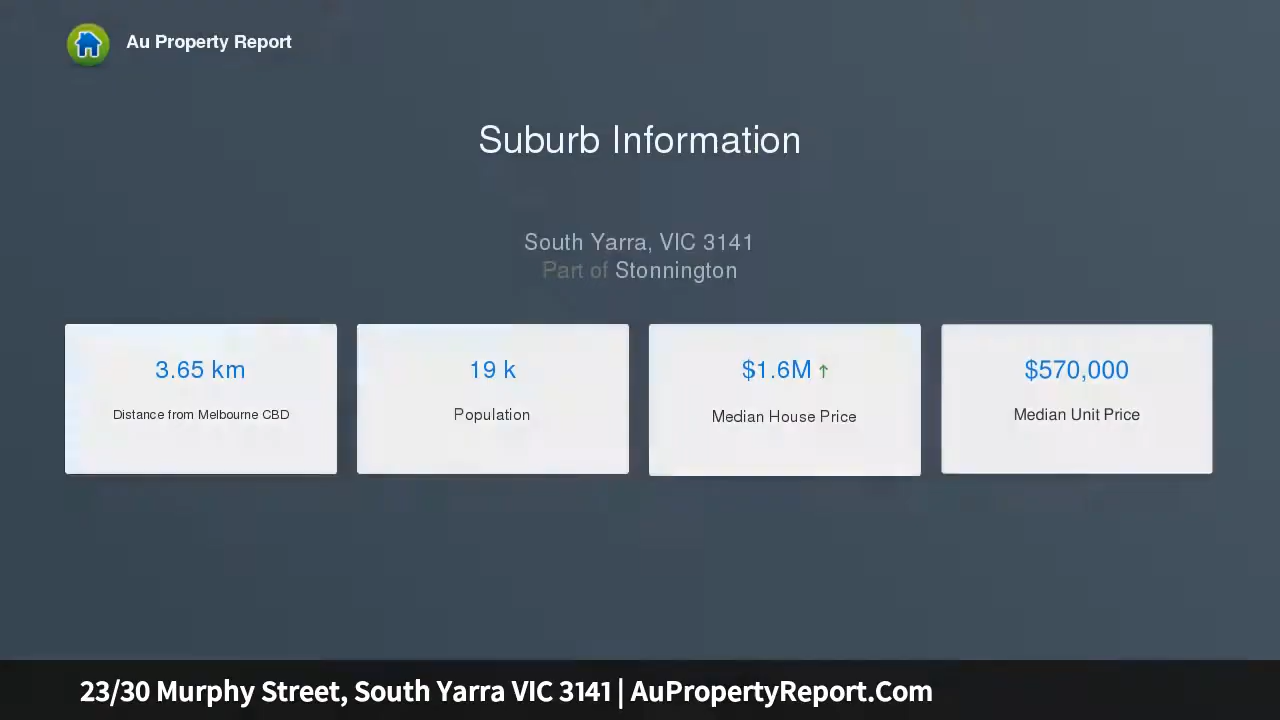 Au Property Report
Suburb Information
South Yarra, VIC 3141
Part of Stonnington
3.65 km
Distance from Melbourne CBD
19 k
Population
$1.6M ↑
Median House Price
$570,000
Median Unit Price
23/30 Murphy Street, South Yarra VIC 3141 | AuPropertyReport.Com